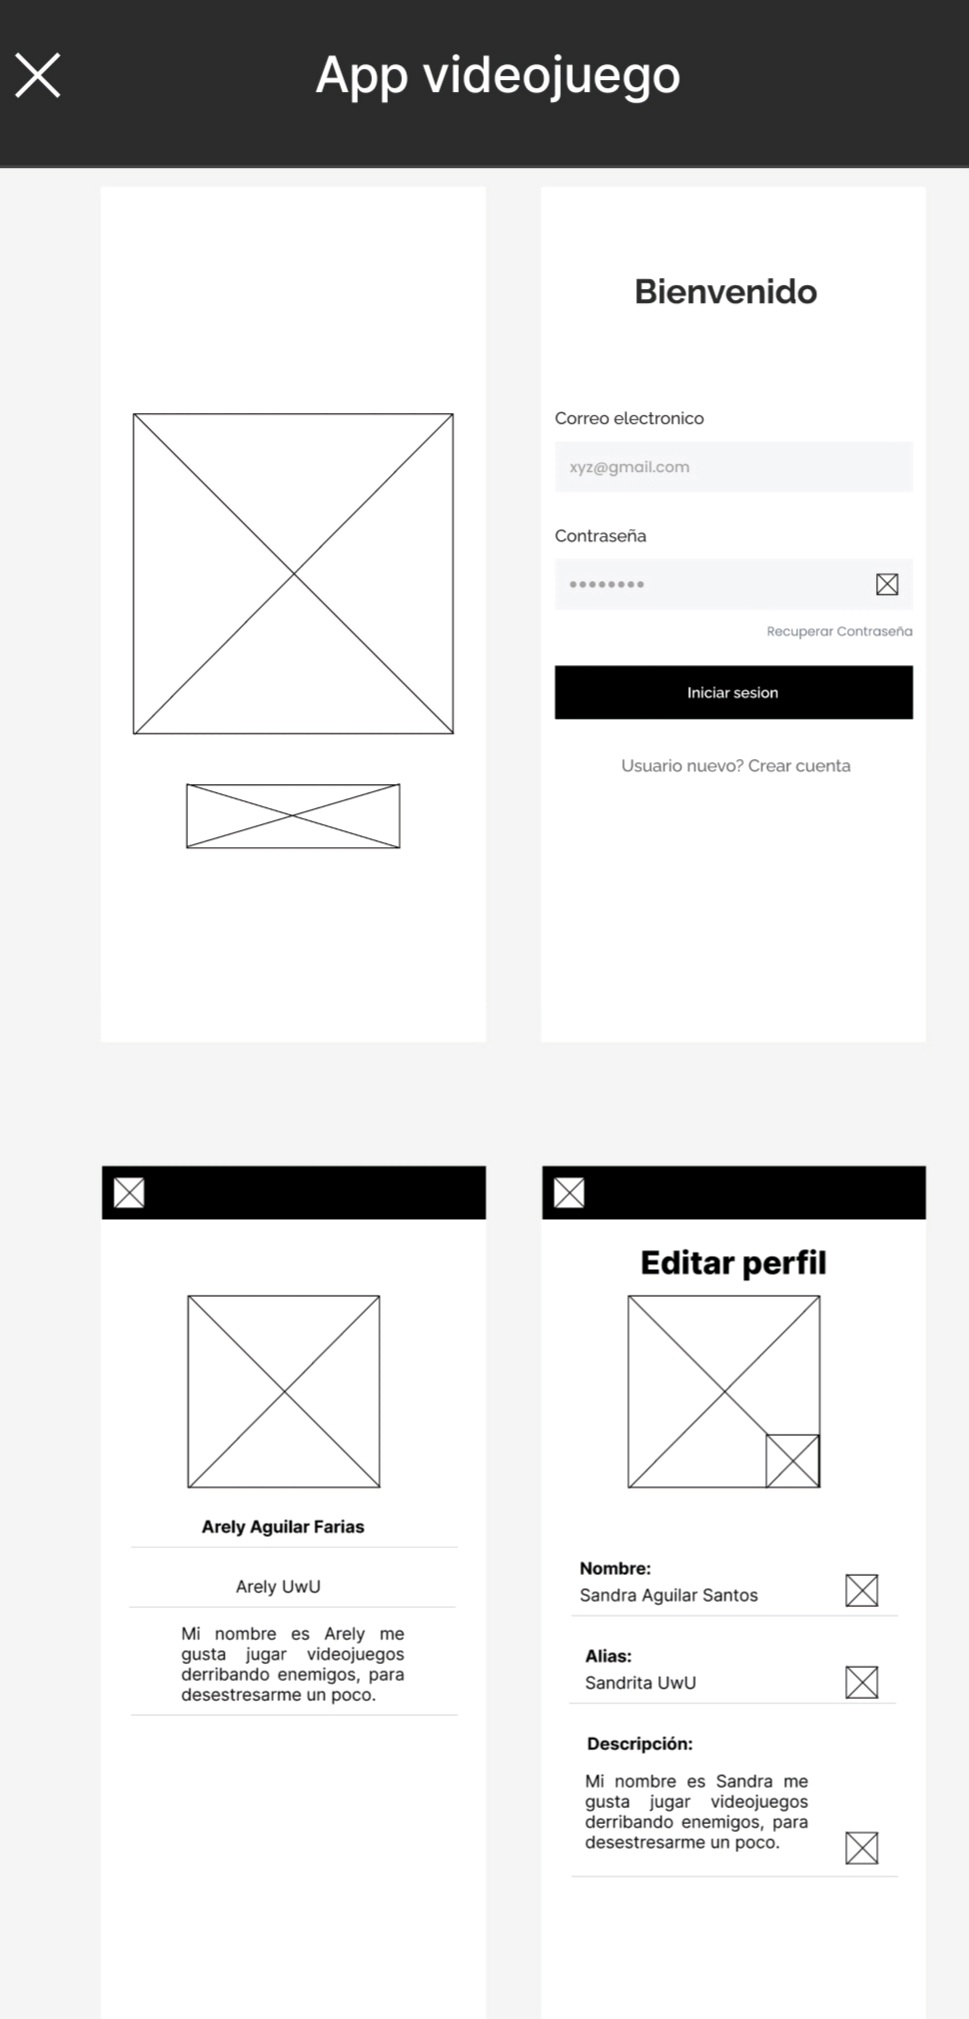 App videojuego
Bienvenido
Correo electronico
xyz@gmail.com
Contraseña
Recuperar Contraseña
Iniciar sesion
Usuario nuevo? Crear cuenta
Arely Aguilar Farias
Arely UwU
Mi nombre es Arely me
gusta jugar videojuegos
derribando enemigos, para
desestresarme un poco.
Editar perfil
Nombre:
Sandra Aguilar Santos
Alias:
Sandrita UwU
Descripción:
Mi nombre es Sandra me
gusta jugar videojuegos
derribando enemigos, para
desestresarme un poco.